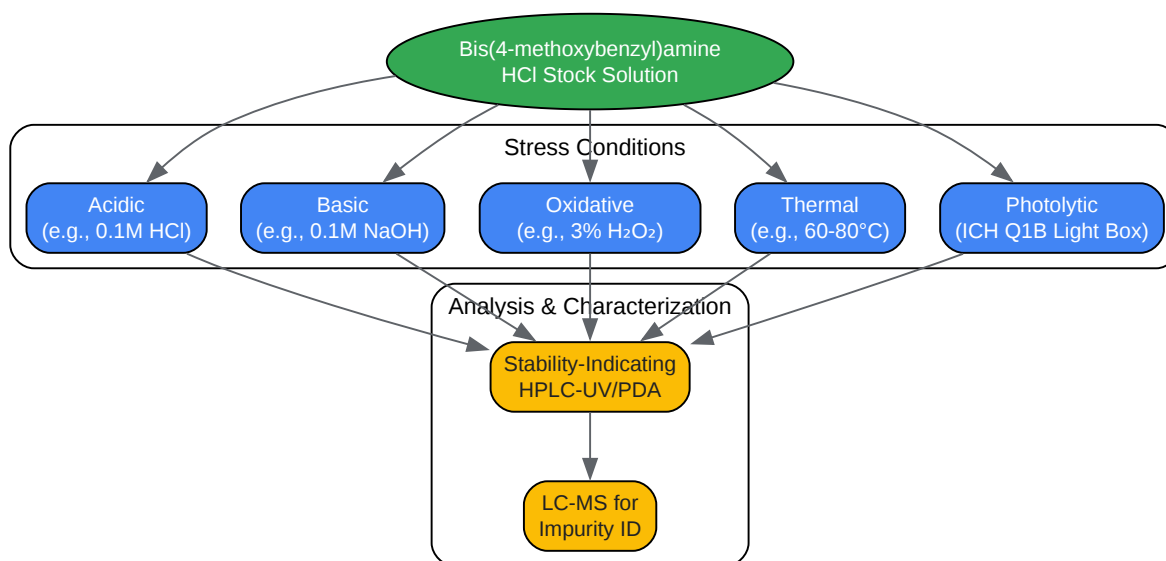 Bis(4-methoxybenzyl)amine
HCl Stock Solution
Stress Conditions
Acidic
(e.g., 0.1M HCl)
Basic
(e.g., 0.1M NaOH)
Oxidative
(e.g., 3% H₂O₂)
Thermal
(e.g., 60-80°C)
Photolytic
(ICH Q1B Light Box)
Analysis & Characterization
Stability-Indicating
HPLC-UV/PDA
LC-MS for
Impurity ID